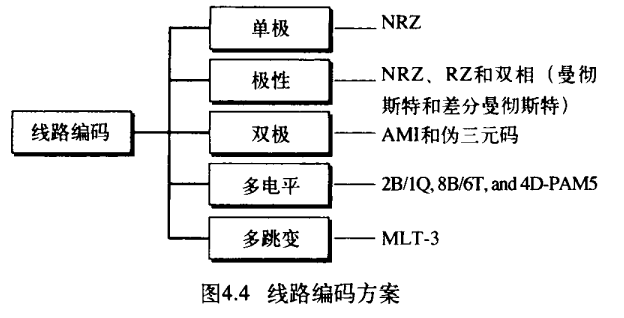 单极
NRZ
极性
NRZ、RZ和双相（曼彻
斯特和差分曼彻斯特）
线路编码
双极
AMI和伪三元码
多电平
2B/1Q, 8B/6T, and 4D-PAM5
多跳变
MLT-3
图4.4 线路编码方案